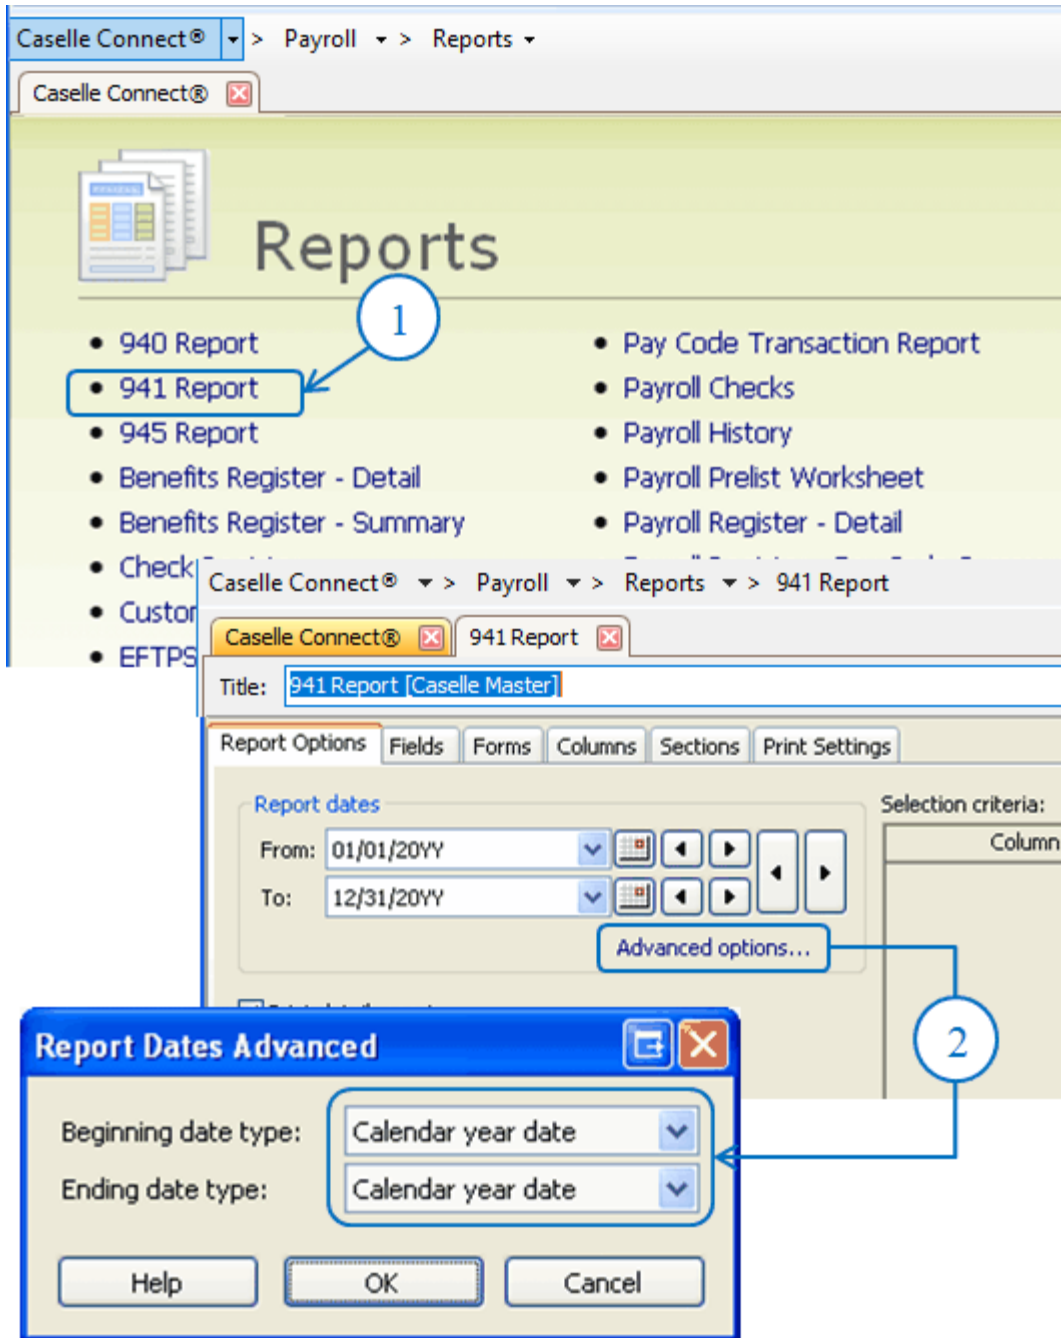 Caselle Connect® > Payroll > Reports
Caselle Connect®
Reports
1
940 Report
941 Report
945 Report
Benefits Register - Detail
Benefits Register - Summary
Check
EFTPS
Pay Code Transaction Report
Payroll Checks
Payroll History
Payroll Prelist Worksheet
Payroll Register - Detail
Caselle Connect® > Payroll > Reports > 941 Report
Caselle Connect® 941 Report
Title: 941 Report [Caselle Master]
Report Options Fields Forms Columns Sections Print Settings
Report dates
From: 01/01/20YY
To: 12/31/20YY
Advanced options...
Selection criteria:
Column
2
Report Dates Advanced
Beginning date type: Calendar year date
Ending date type: Calendar year date
Help OK Cancel